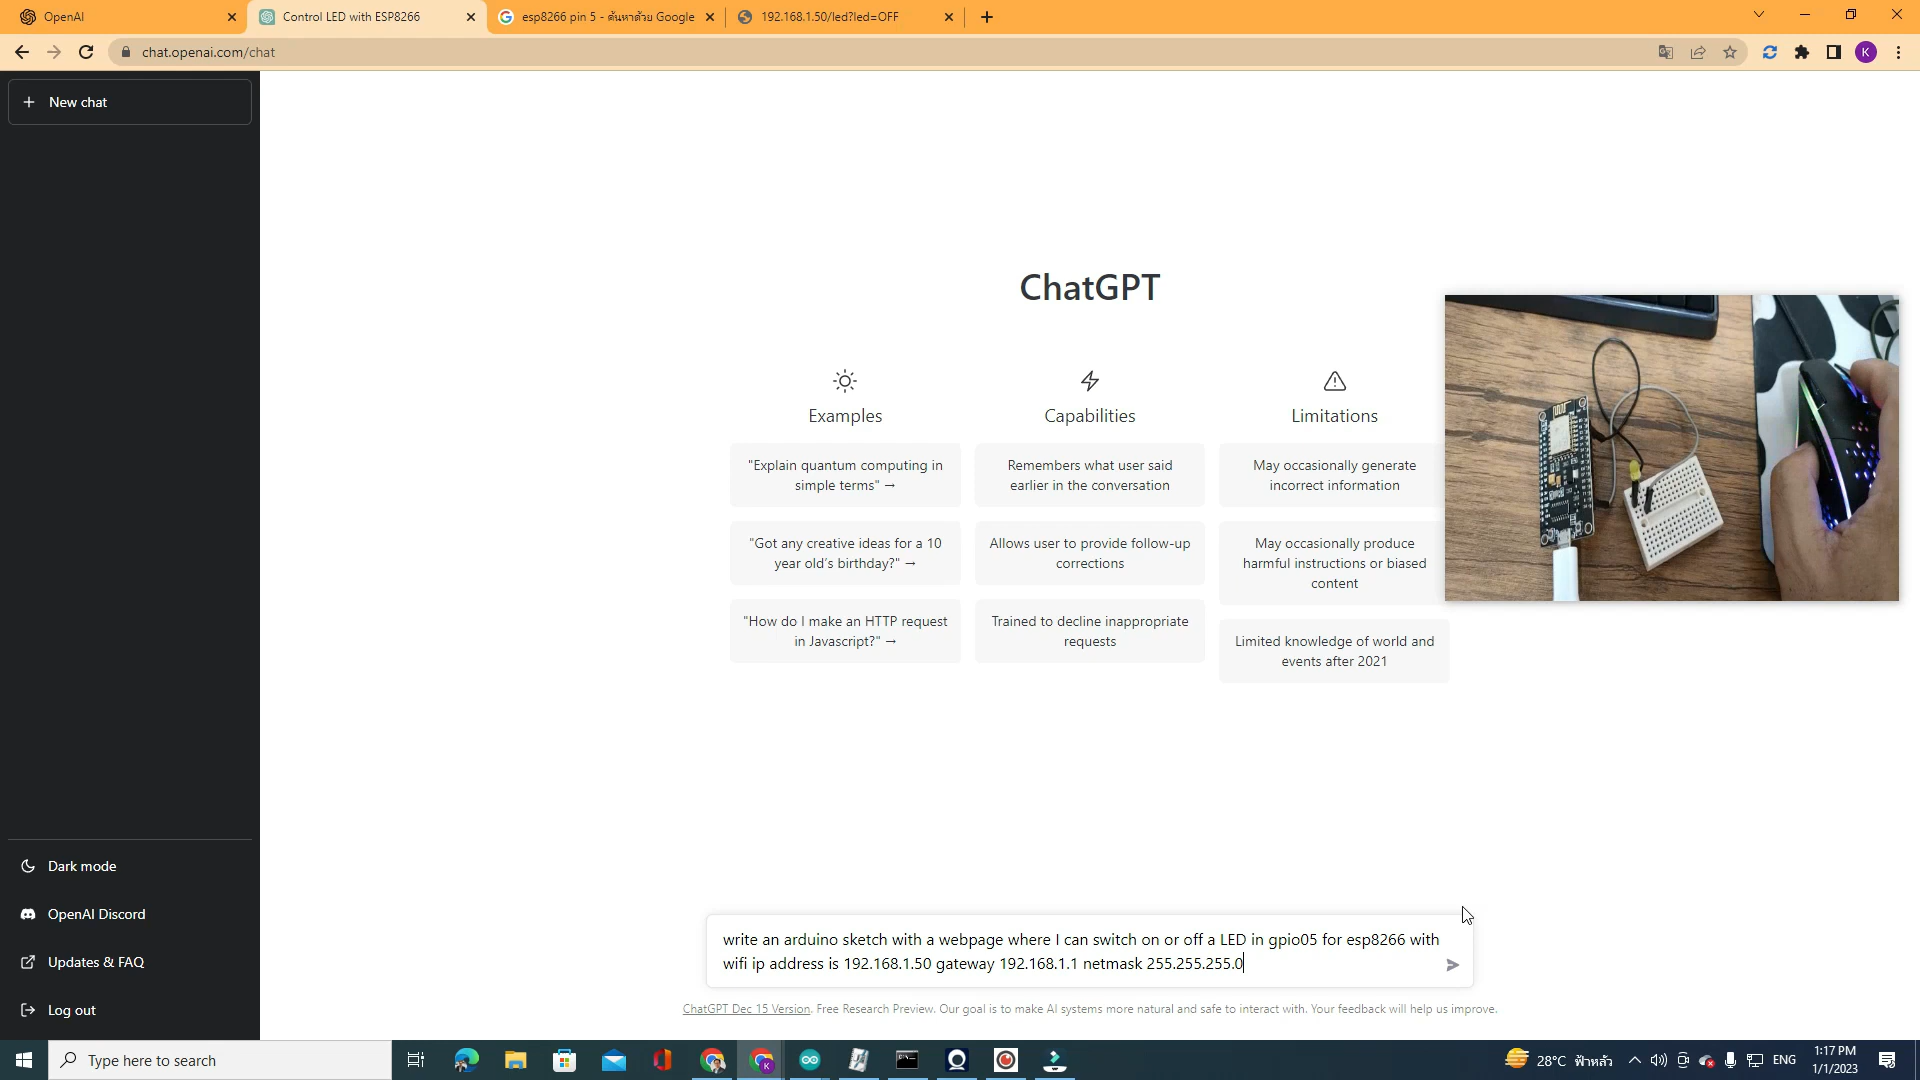 OpenAI
Control LED with ESP8266
esp8266 pin 5 - ค้นหาด้วย Google
192.168.1.50/led?led=OFF
chat.openai.com/chat
K
New chat
ChatGPT
Examples
Capabilities
Limitations
"Explain quantum computing in
simple terms" →
Remembers what user said
earlier in the conversation
May occasionally generate
incorrect information
"Got any creative ideas for a 10
year old's birthday?" →
Allows user to provide follow-up
corrections
May occasionally produce
harmful instructions or biased
content
"How do I make an HTTP request
in Javascript?" →
Trained to decline inappropriate
requests
Limited knowledge of world and
events after 2021
Dark mode
OpenAI Discord
Updates & FAQ
Log out
write an arduino sketch with a webpage where I can switch on or off a LED in gpio05 for esp8266 with
wifi ip address is 192.168.1.50 gateway 192.168.1.1 netmask 255.255.255.0
ChatGPT Dec 15 Version. Free Research Preview. Our goal is to make AI systems more natural and safe to interact with. Your feedback will help us improve.
Type here to search
28°C ฟ้าหลัว
ENG
1:17 PM
1/1/2023